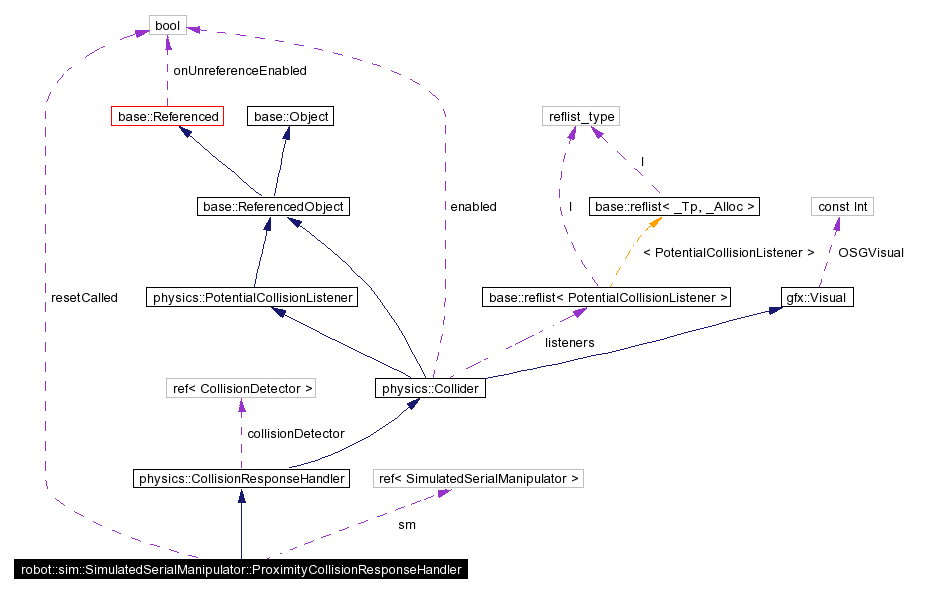 bool
onUnreferenceEnabled
base::Referenced
base::Object
reflist_type
l
base::ReferencedObject
enabled
l
base::reflist< _Tp, _Alloc >
const Int
< PotentialCollisionListener >
OSGVisual
resetCalled
physics::PotentialCollisionListener
base::reflist< PotentialCollisionListener >
gfx::Visual
listeners
ref< CollisionDetector >
physics::Collider
collisionDetector
physics::CollisionResponseHandler
ref< SimulatedSerialManipulator >
sm
robot::sim::SimulatedSerialManipulator::ProximityCollisionResponseHandler